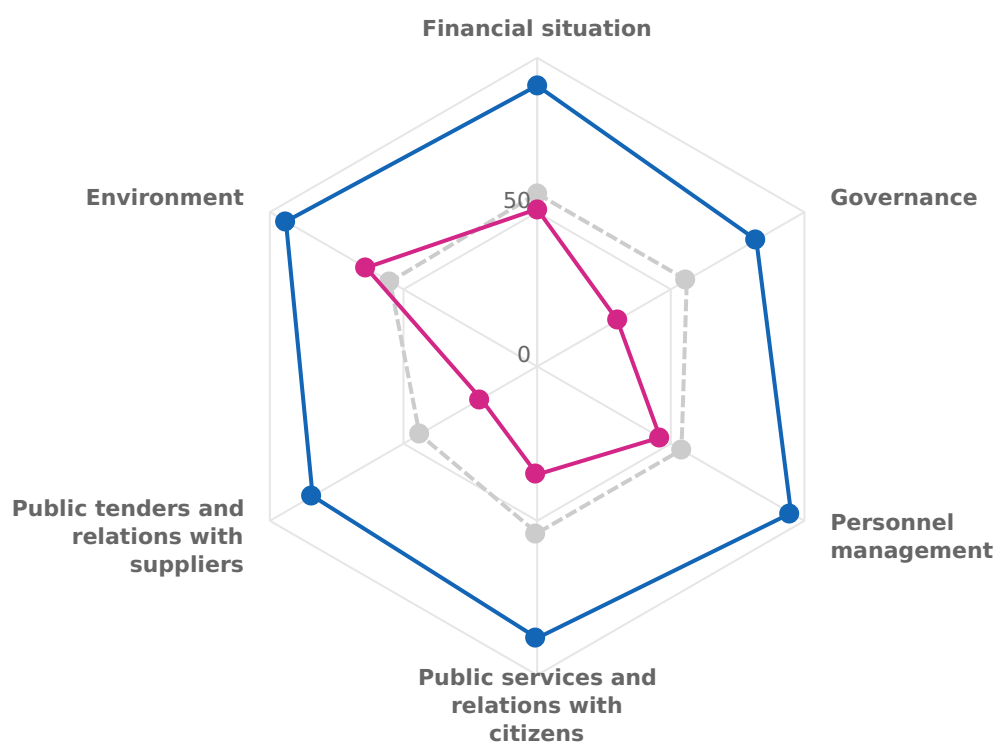 Financial situation
Environment
Governance
50
0
Public tenders and
relations with
suppliers
Personnel
management
Public services and
relations with
citizens